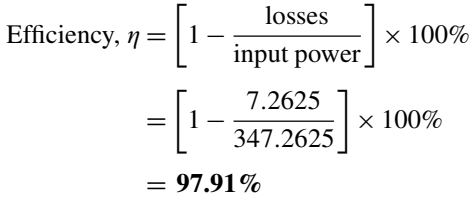 Efficiency, η = [1 − losses/input power] × 100%
= [1 − 7.2625/347.2625] × 100%
= 97.91%